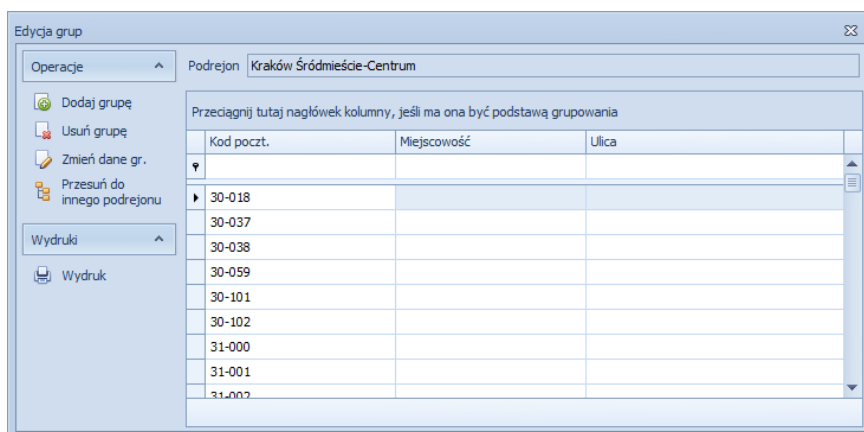 Edycja grup
Operacje
Dodaj grupę
Usuń grupę
Zmień dane gr.
Przesuń do
innego podrejonu
Wydruki
Wydruk
Podrejon Kraków Śródmieście-Centrum
Przeciągnij tutaj nagłówek kolumny, jeśli ma ona być podstawą grupowania
Kod poczt. Miejscowość Ulica
30-018
30-037
30-038
30-059
30-101
30-102
31-000
31-001
31-002